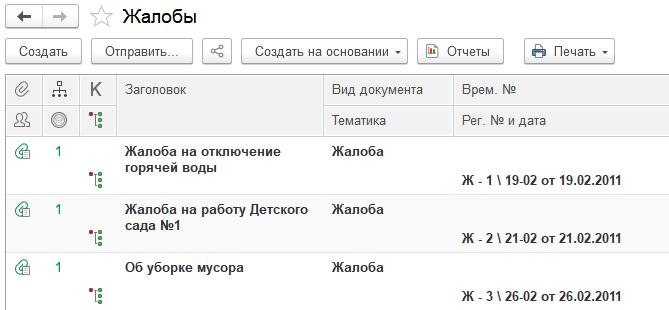 Жалобы
Создать Отправить... Создать на основании Отчеты Печать
К Заголовок Вид документа Врем. №
Тематика Рег. № и дата
1 Жалоба на отключение Жалоба
горячей воды
Ж - 1 \ 19-02 от 19.02.2011
1 Жалоба на работу Детского Жалоба
сада №1
Ж - 2 \ 21-02 от 21.02.2011
1 Об уборке мусора Жалоба
Ж - 3 \ 26-02 от 26.02.2011